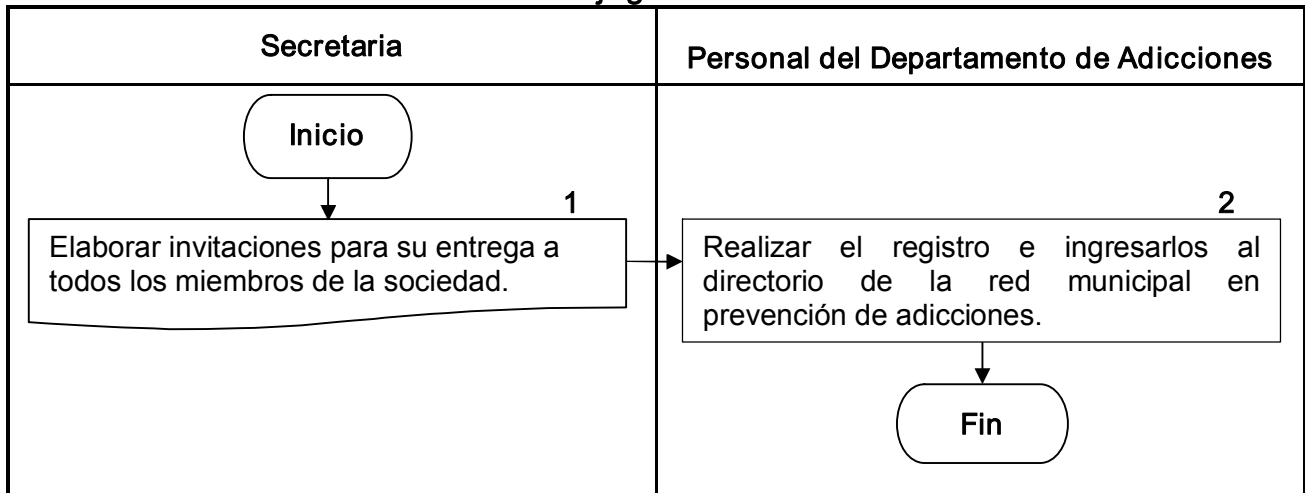 Secretaria
Personal del Departamento de Adicciones
Inicio
1
Elaborar invitaciones para su entrega a
todos los miembros de la sociedad.
2
Realizar el registro e ingresarlos al
directorio de la red municipal en
prevención de adicciones.
Fin